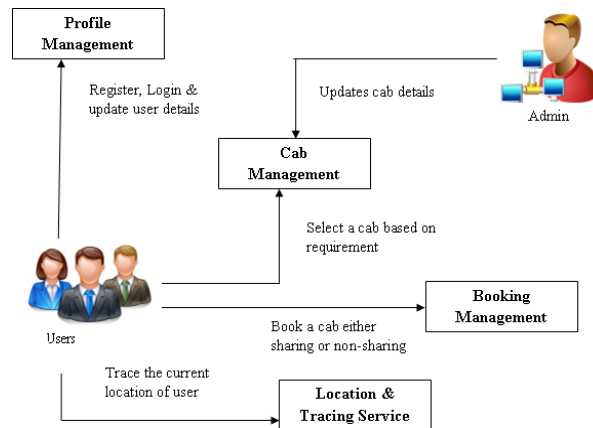 Profile
Management
Register, Login &
update user details
Updates cab details
Admin
Cab
Management
Select a cab based on
requirement
Booking
Management
Users
Book a cab either
sharing or non-sharing
Trace the current
location of user
Location &
Tracing Service